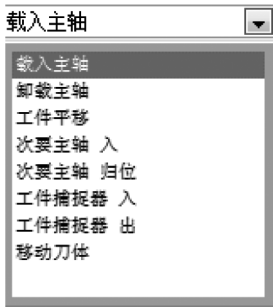 载入主轴
载入主轴
卸载主轴
工件平移
次要主轴 入
次要主轴 归位
工件捕捉器 入
工件捕捉器 出
移动刀体